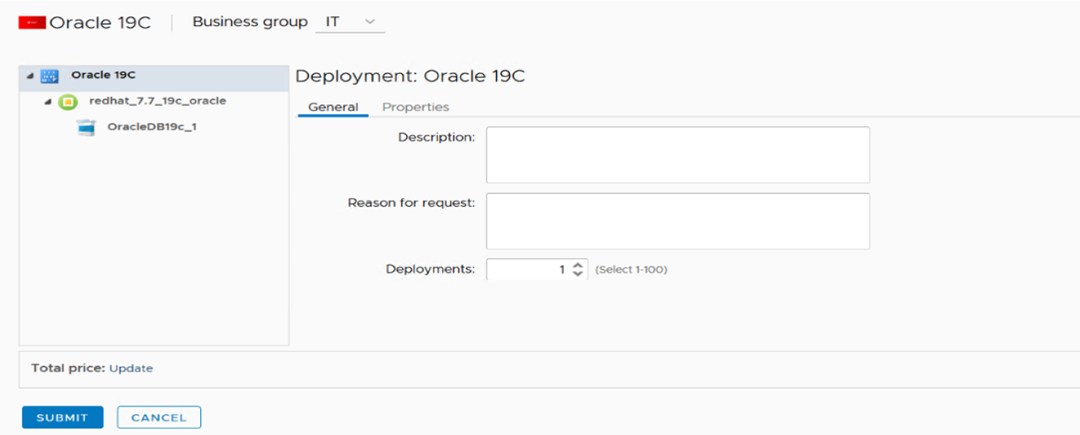 Oracle 19C Business group IT
Oracle 19C
redhat_7.7_19c_oracle
OracleDB19c_1
Deployment: Oracle 19C
General Properties
Description:
Reason for request:
Deployments: 1 (Select 1-100)
Total price: Update
SUBMIT CANCEL